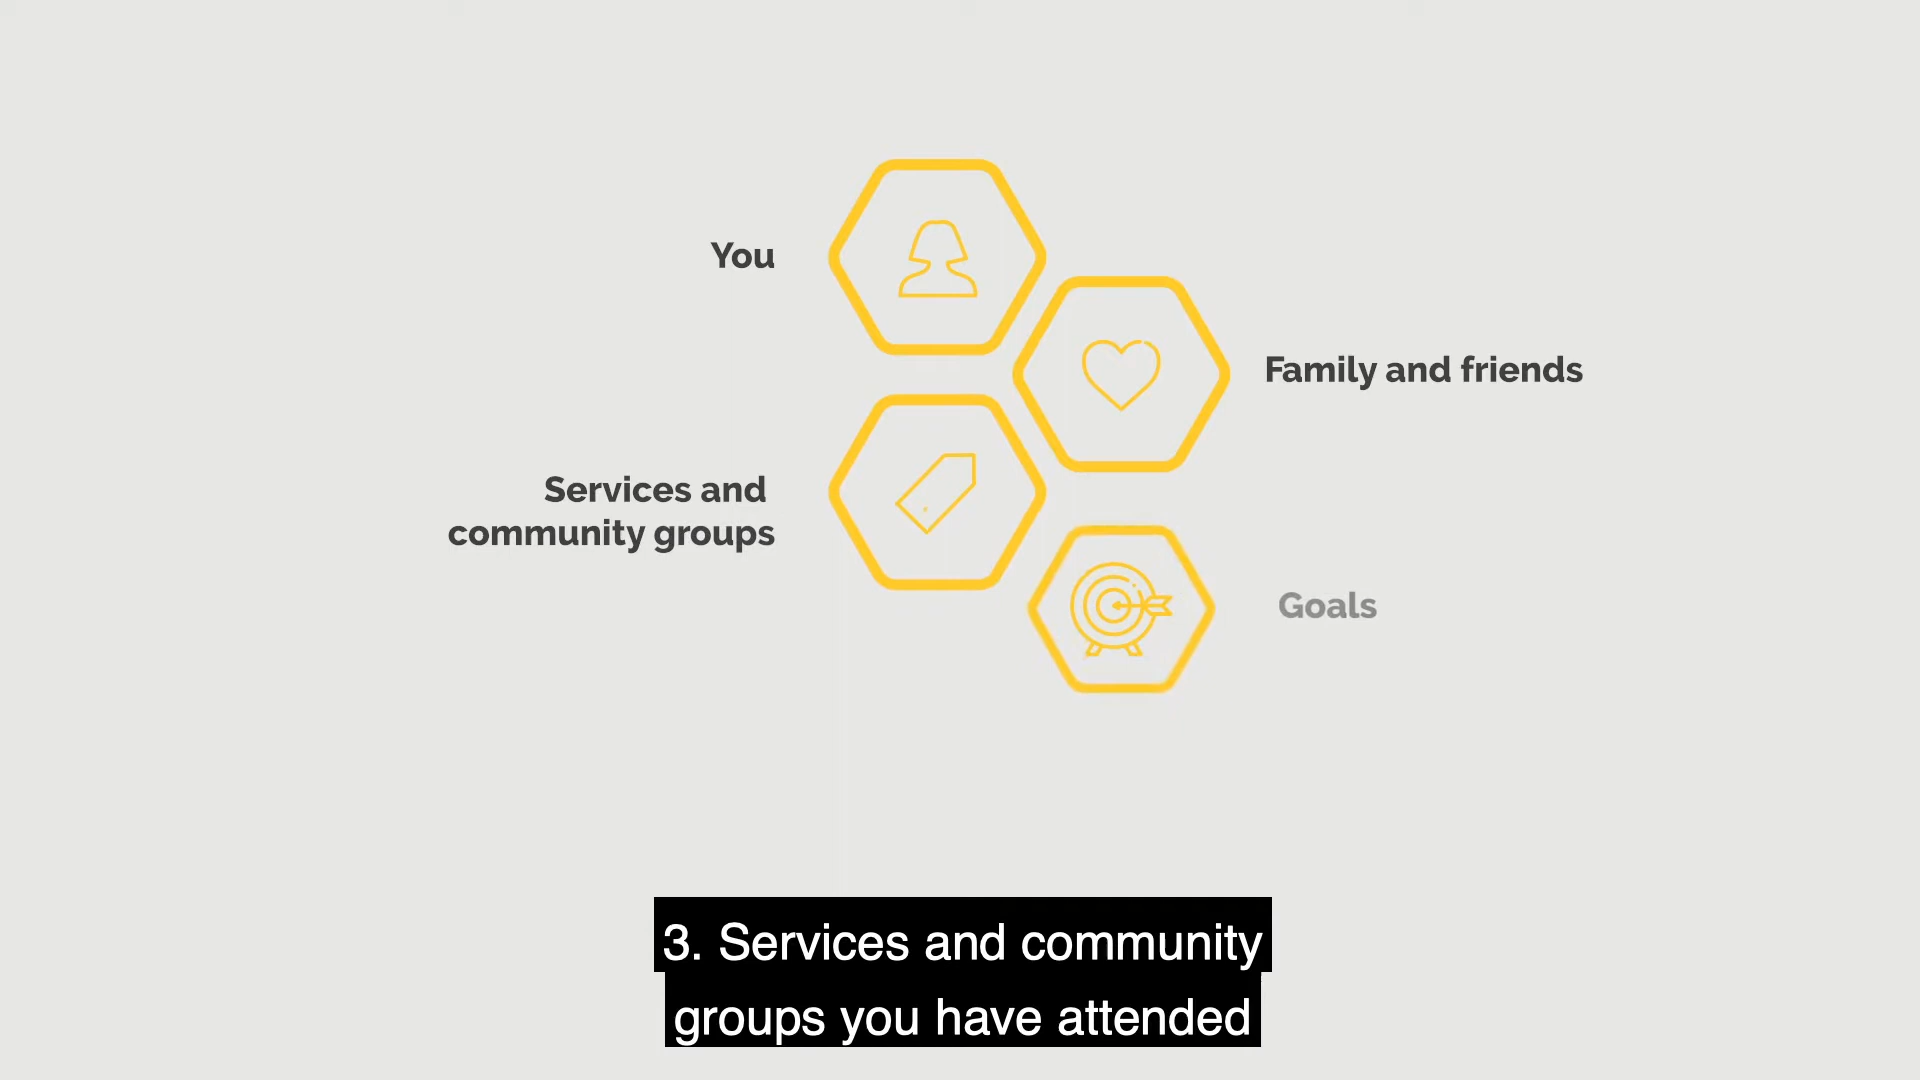 You
Family and friends
Services and
community groups
Goals
3. Services and community
groups you have attended